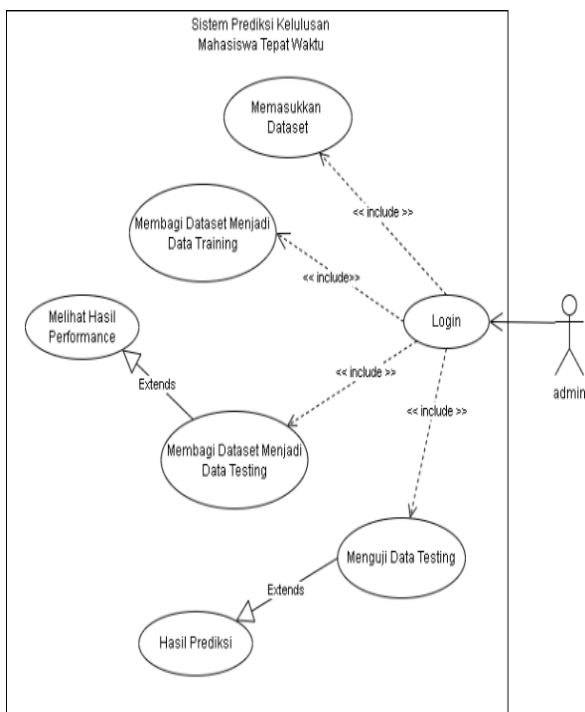 Sistem Prediksi Kelulusan
Mahasiswa Tepat Waktu
Memasukkan
Dataset
<< include >>
Membagi Dataset Menjadi
Data Training
<< include>>
Melihat Hasil
Performance
Login
Extends
<< include >>
admin
<< include >>
Membagi Dataset Menjadi
Data Testing
Menguji Data Testing
Extends
Hasil Prediksi